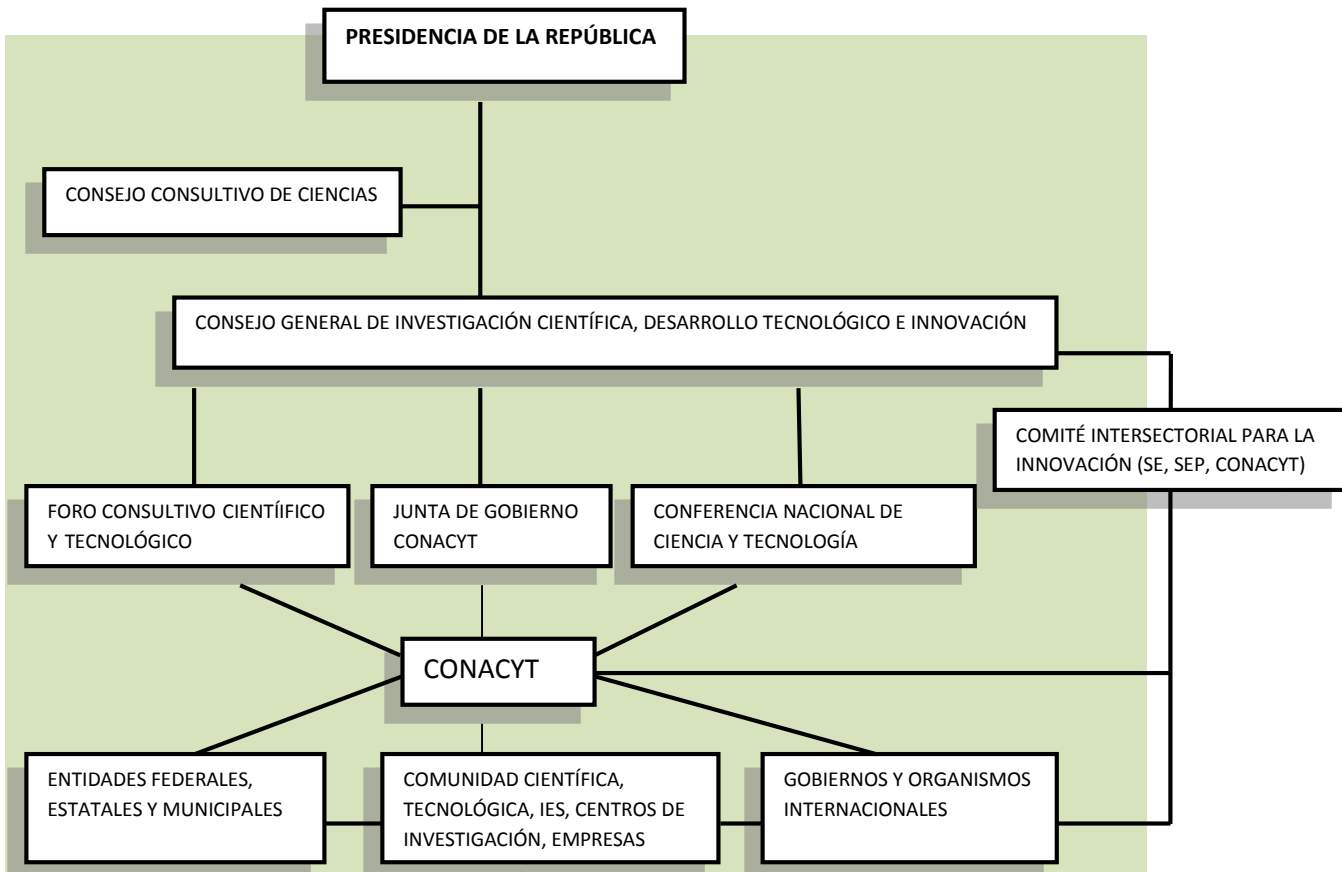 PRESIDENCIA DE LA REPÚBLICA
CONSEJO CONSULTIVO DE CIENCIAS
CONSEJO GENERAL DE INVESTIGACIÓN CIENTÍFICA, DESARROLLO TECNOLÓGICO E INNOVACIÓN
COMITÉ INTERSECTORIAL PARA LA
INNOVACIÓN (SE, SEP, CONACYT)
FORO CONSULTIVO CIENTÍIFICO
Y TECNOLÓGICO
JUNTA DE GOBIERNO
CONACYT
CONFERENCIA NACIONAL DE
CIENCIA Y TECNOLOGÍA
CONACYT
ENTIDADES FEDERALES,
ESTATALES Y MUNICIPALES
COMUNIDAD CIENTÍFICA,
TECNOLÓGICA, IES, CENTROS DE
INVESTIGACIÓN, EMPRESAS
GOBIERNOS Y ORGANISMOS
INTERNACIONALES